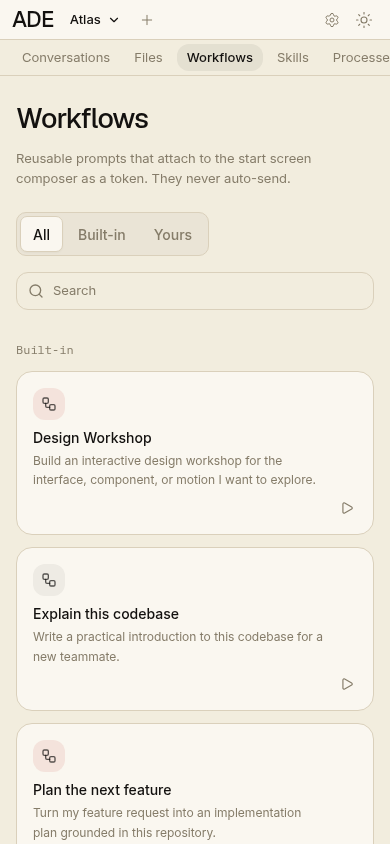 ADE Atlas
Conversations Files Workflows Skills
Workflows
Reusable prompts that attach to the start screen
composer as a token. They never auto-send.
All Built-in Yours
Search
Built-in
Design Workshop
Build an interactive design workshop for the
interface, component, or motion I want to explore.
Explain this codebase
Write a practical introduction to this codebase for a
new teammate.
Plan the next feature
Turn my feature request into an implementation
plan grounded in this repository.